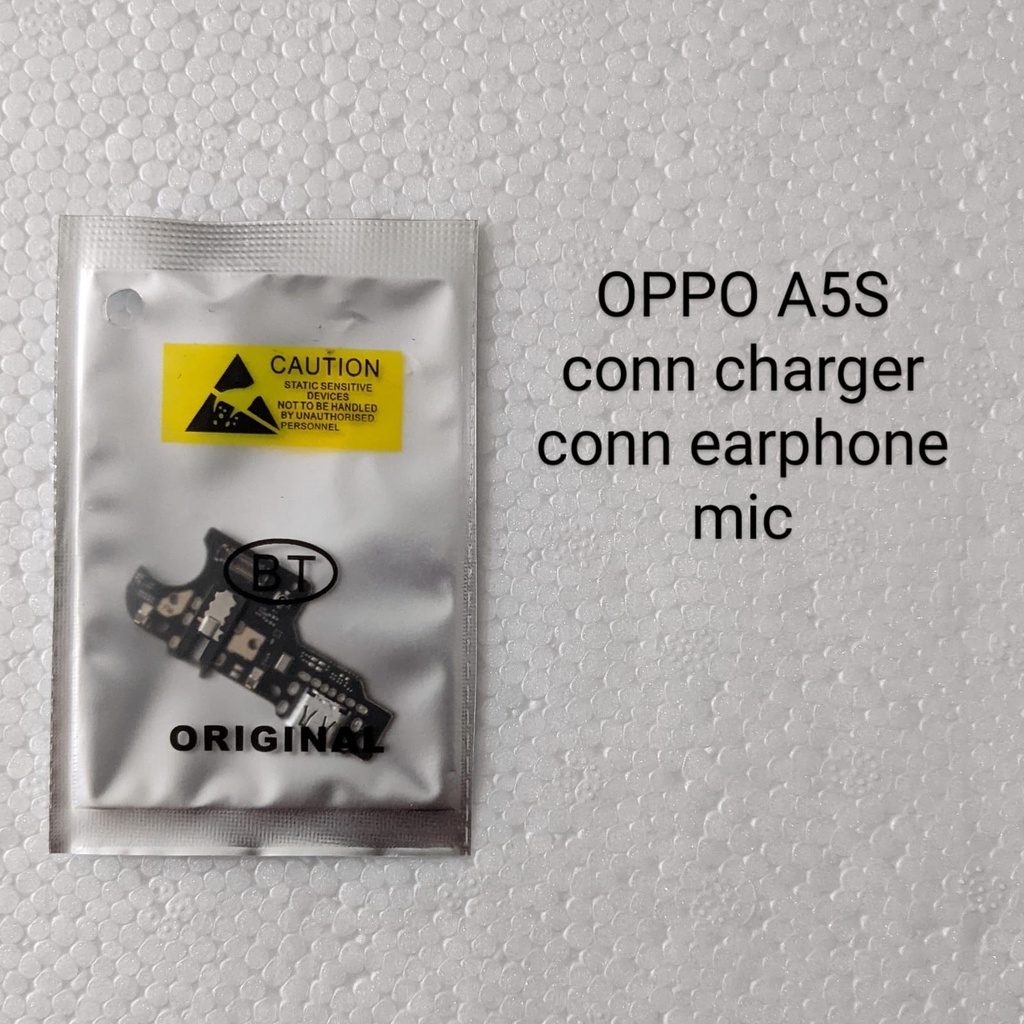 CAUTION
STATIC SENSITIVE
DEVICES
NOT TO BE HANDLED
BY UNAUTHORISED
PERSONNEL
BT
ORIGINAL
OPPO A5S
conn charger
conn earphone
mic